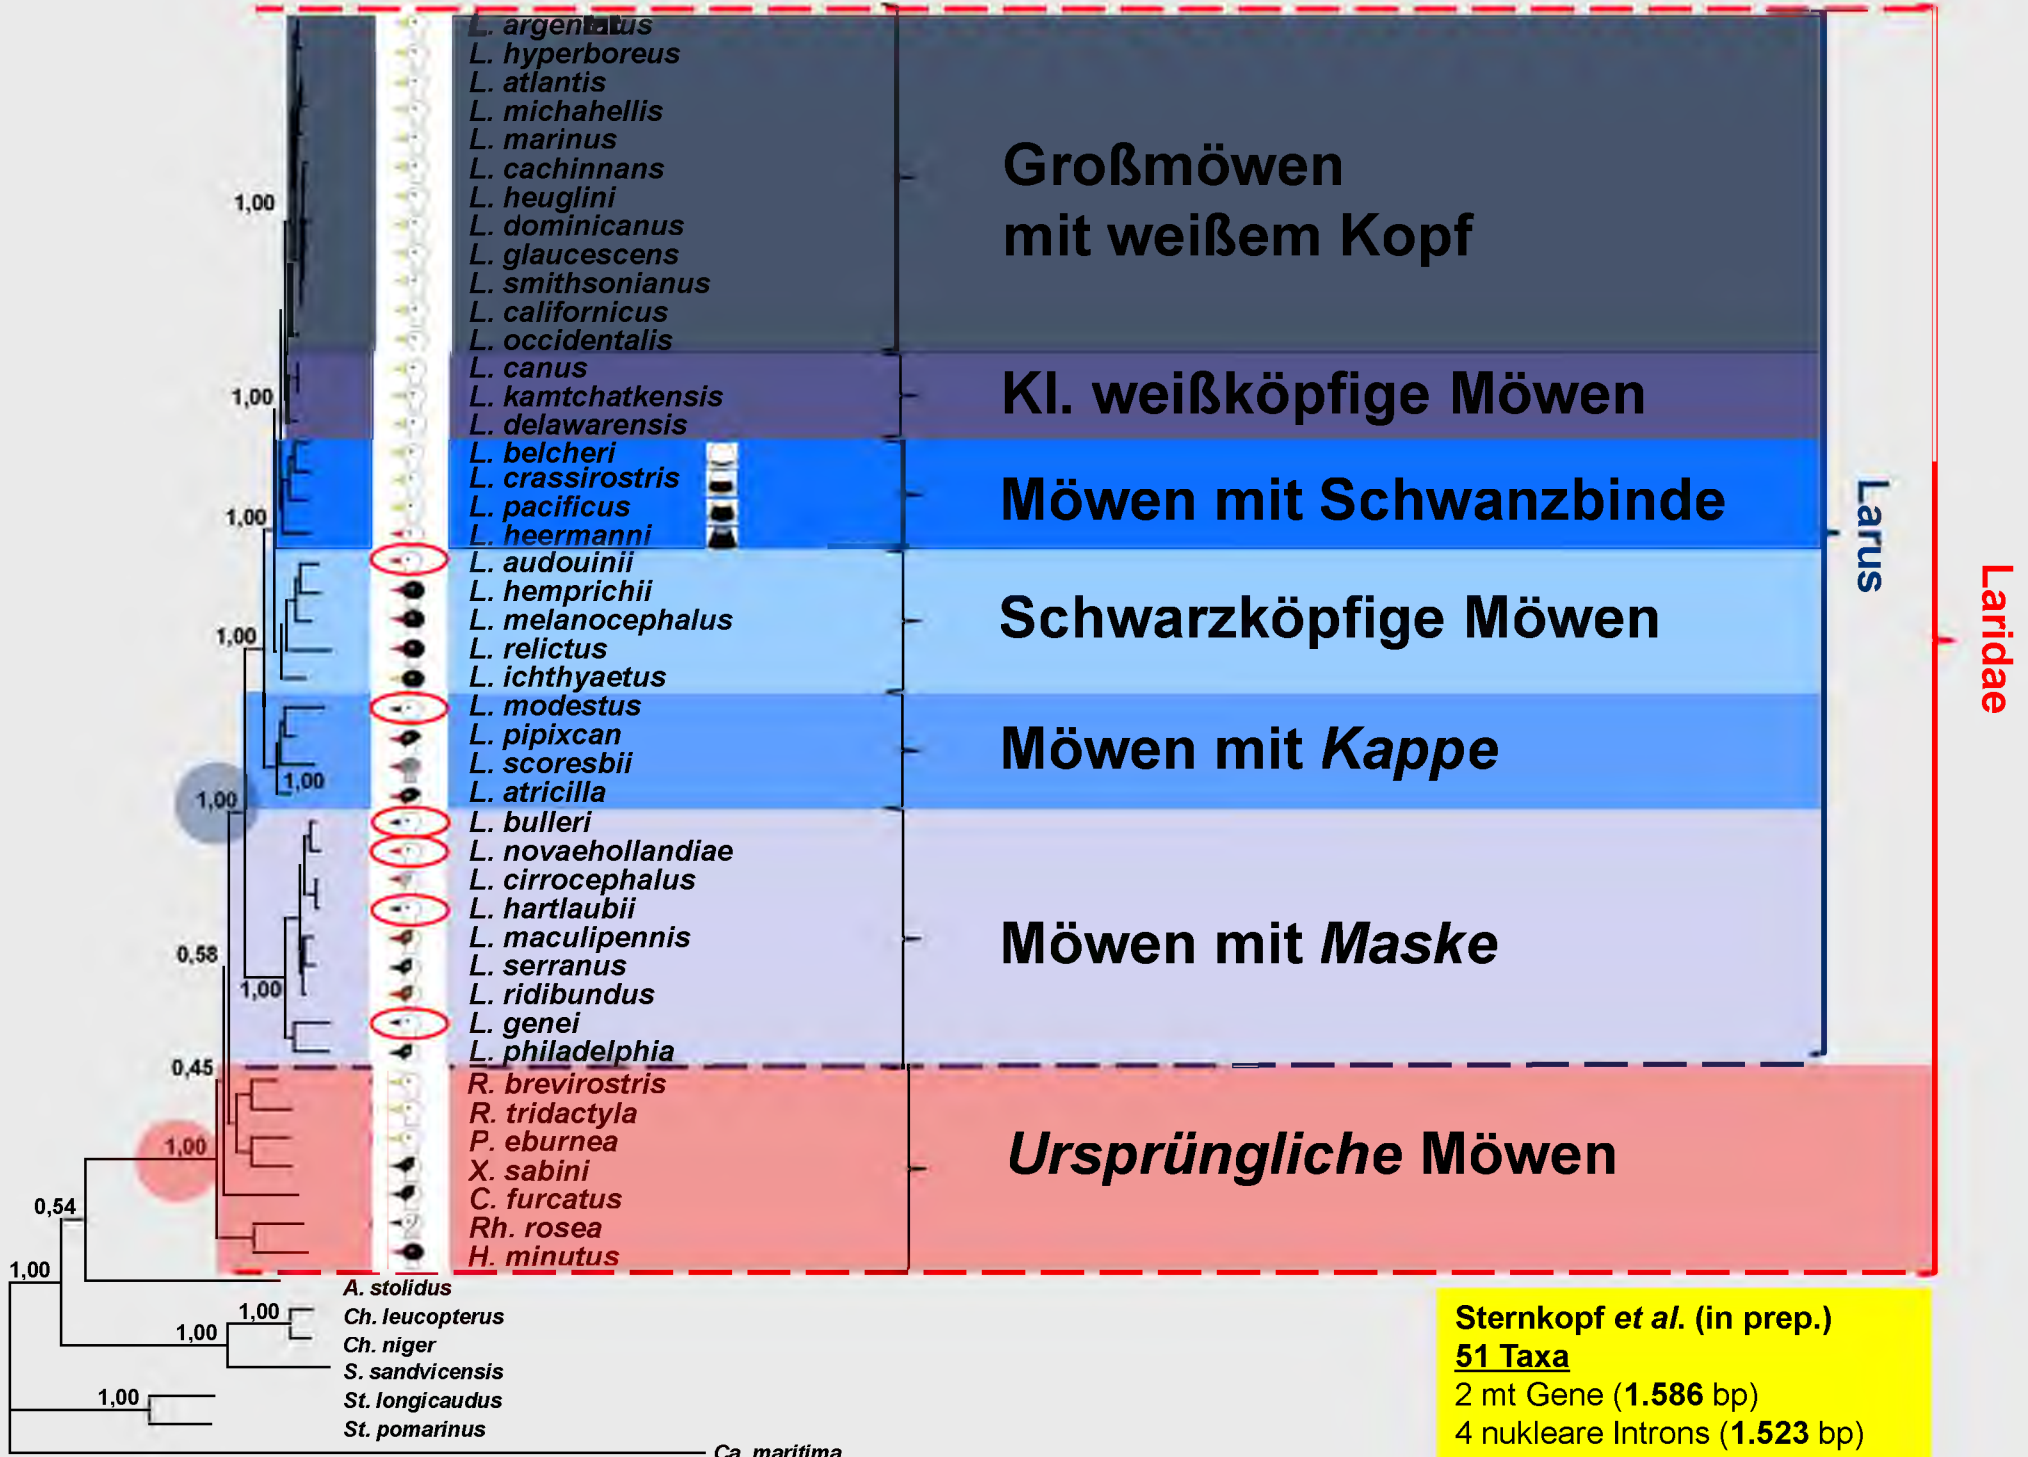 L. argentatus
L. hyperboreus
L. atlantis
L. michahellis
L. marinus
L. cachinnans
L. heuglini
L. dominicanus
L. glaucescens
L. smithsonianus
L. californicus
L. occidentalis
Großmöwen
mit weißem Kopf
1,00
L. canus
L. kamtchatkensis
L. delawarensis
Kl. weißköpfige Möwen
1,00
L. belcheri
L. crassirostris
L. pacificus
L. heermanni
Möwen mit Schwanzbinde
1,00
L. audouinii
L. hemprichii
L. melanocephalus
L. relictus
L. ichthyaetus
Schwarzköpfige Möwen
1,00
L. modestus
L. pipixcan
L. scoresbii
L. atricilla
Möwen mit Kappe
1,00
1,00
L. bulleri
L. novaehollandiae
L. cirrocephalus
L. hartlaubii
L. maculipennis
L. serranus
L. ridibundus
L. genei
L. philadelphia
Möwen mit Maske
0,58
1,00
Larus
Laridae
0,45
R. brevirostris
R. tridactyla
P. eburnea
X. sabini
C. furcatus
Rh. rosea
H. minutus
Ursprüngliche Möwen
1,00
0,54
1,00
A. stolidus
Ch. leucopterus
Ch. niger
S. sandvicensis
St. longicaudus
St. pomarinus
Ca. maritima
1,00
1,00
1,00
Sternkopf et al. (in prep.)
51 Taxa
2 mt Gene (1.586 bp)
4 nukleare Introns (1.523 bp)